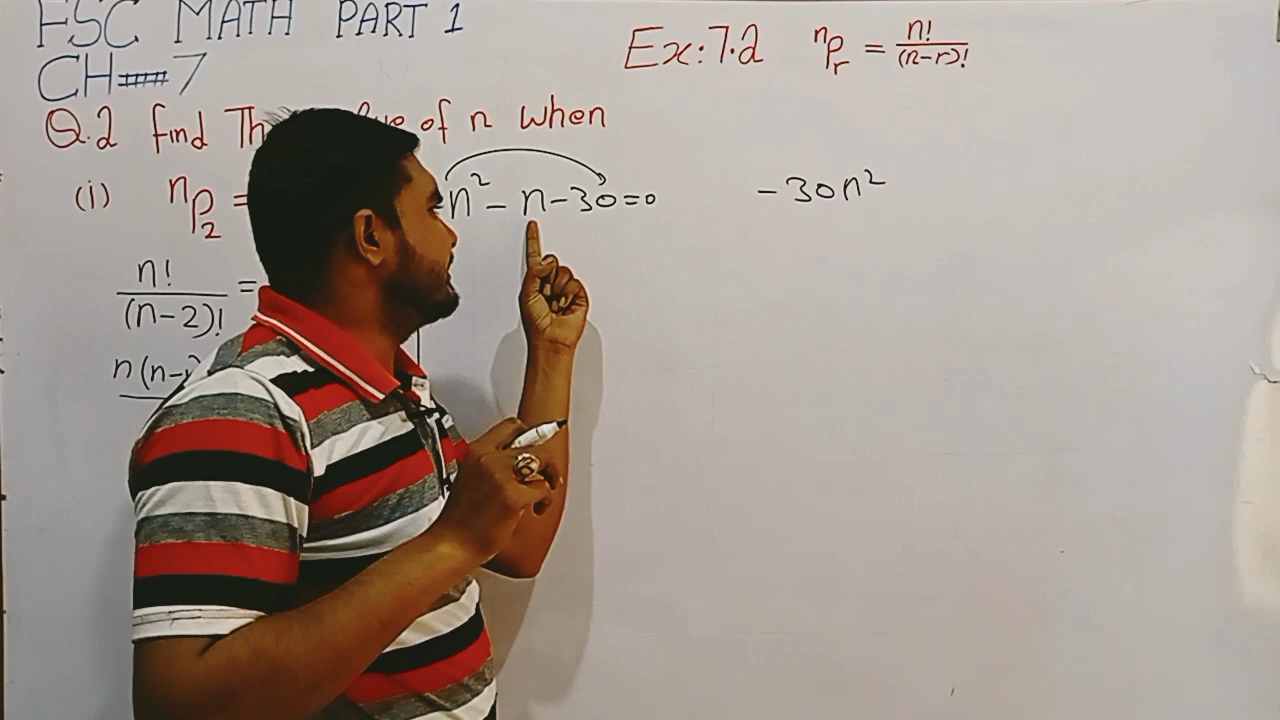 FSC MATH PART 1
CH 7
Ex: 7.2 ⁿPᵣ = n!/(n-r)!
Q.2 find of n when
(i) ⁿP₂ =
n² - n - 30 = 0
-30n²
n!/(n-2)! =
n(n-